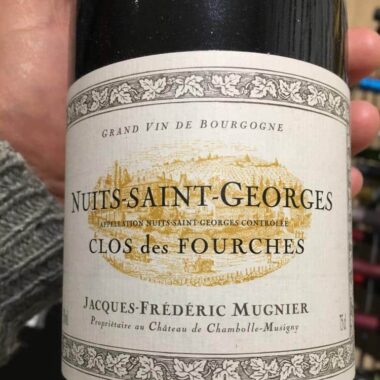 GRAND VIN DE BOURGOGNE
NUITS-SAINT-GEORGES
APPELLATION NUITS-SAINT-GEORGES CONTRÔLÉE
CLOS des FOURCHES
JACQUES-FRÉDÉRIC MUGNIER
Propriétaire au Château de Chambolle-Musigny